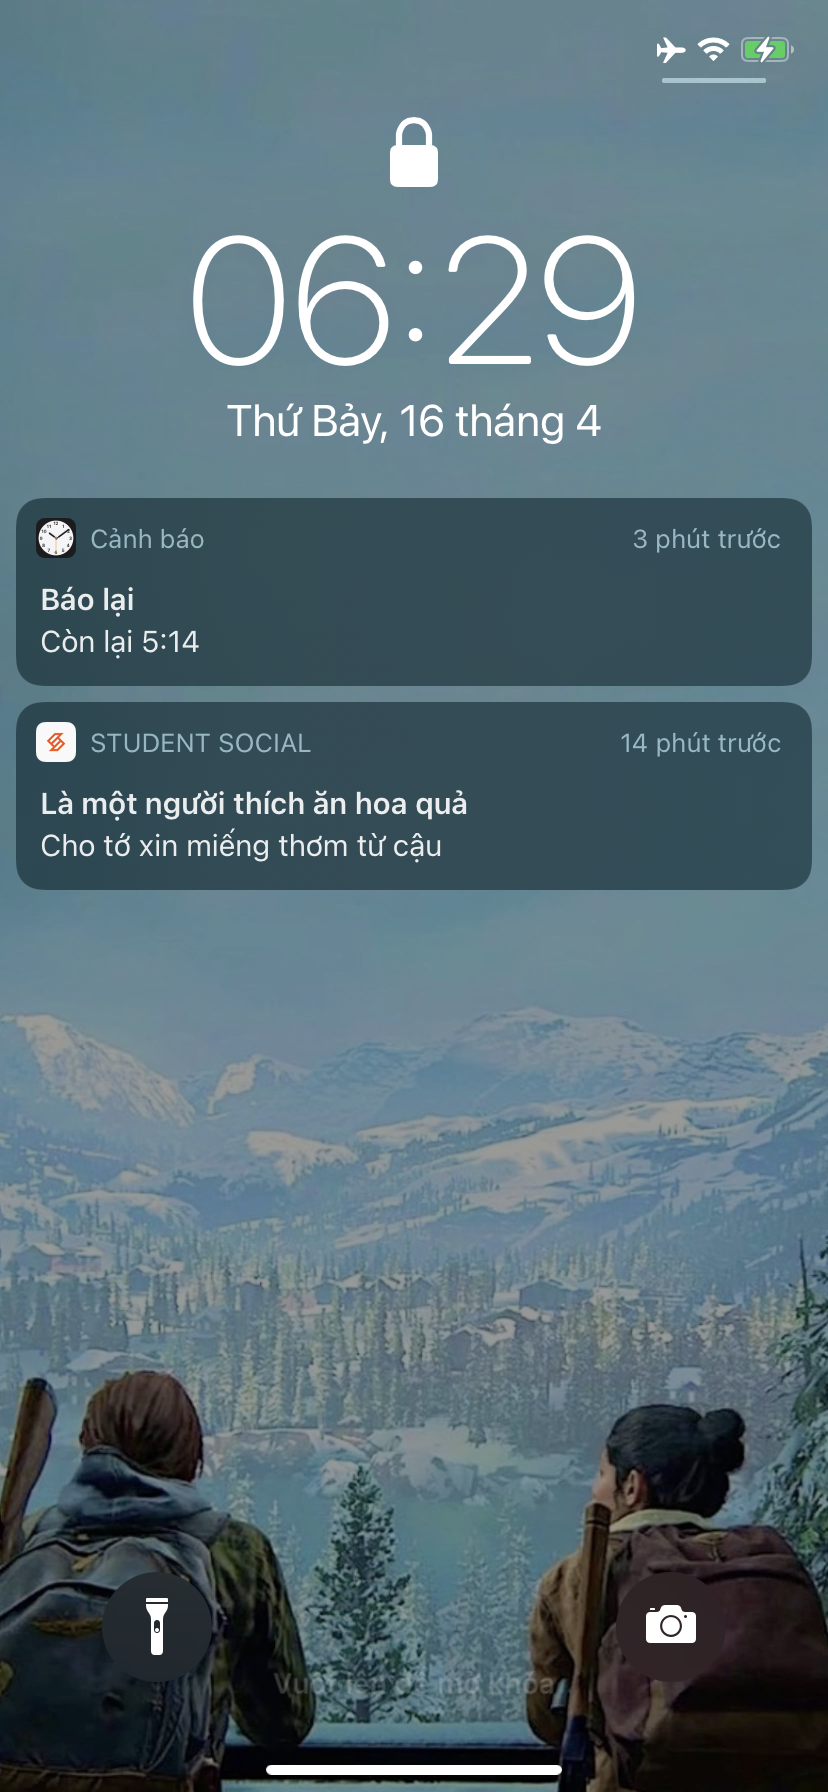 06:29
Thứ Bảy, 16 tháng 4
Cảnh báo
3 phút trước
Báo lại
Còn lại 5:14
STUDENT SOCIAL
14 phút trước
Là một người thích ăn hoa quả
Cho tớ xin miếng thơm từ cậu
Vuốt lên để mở khóa